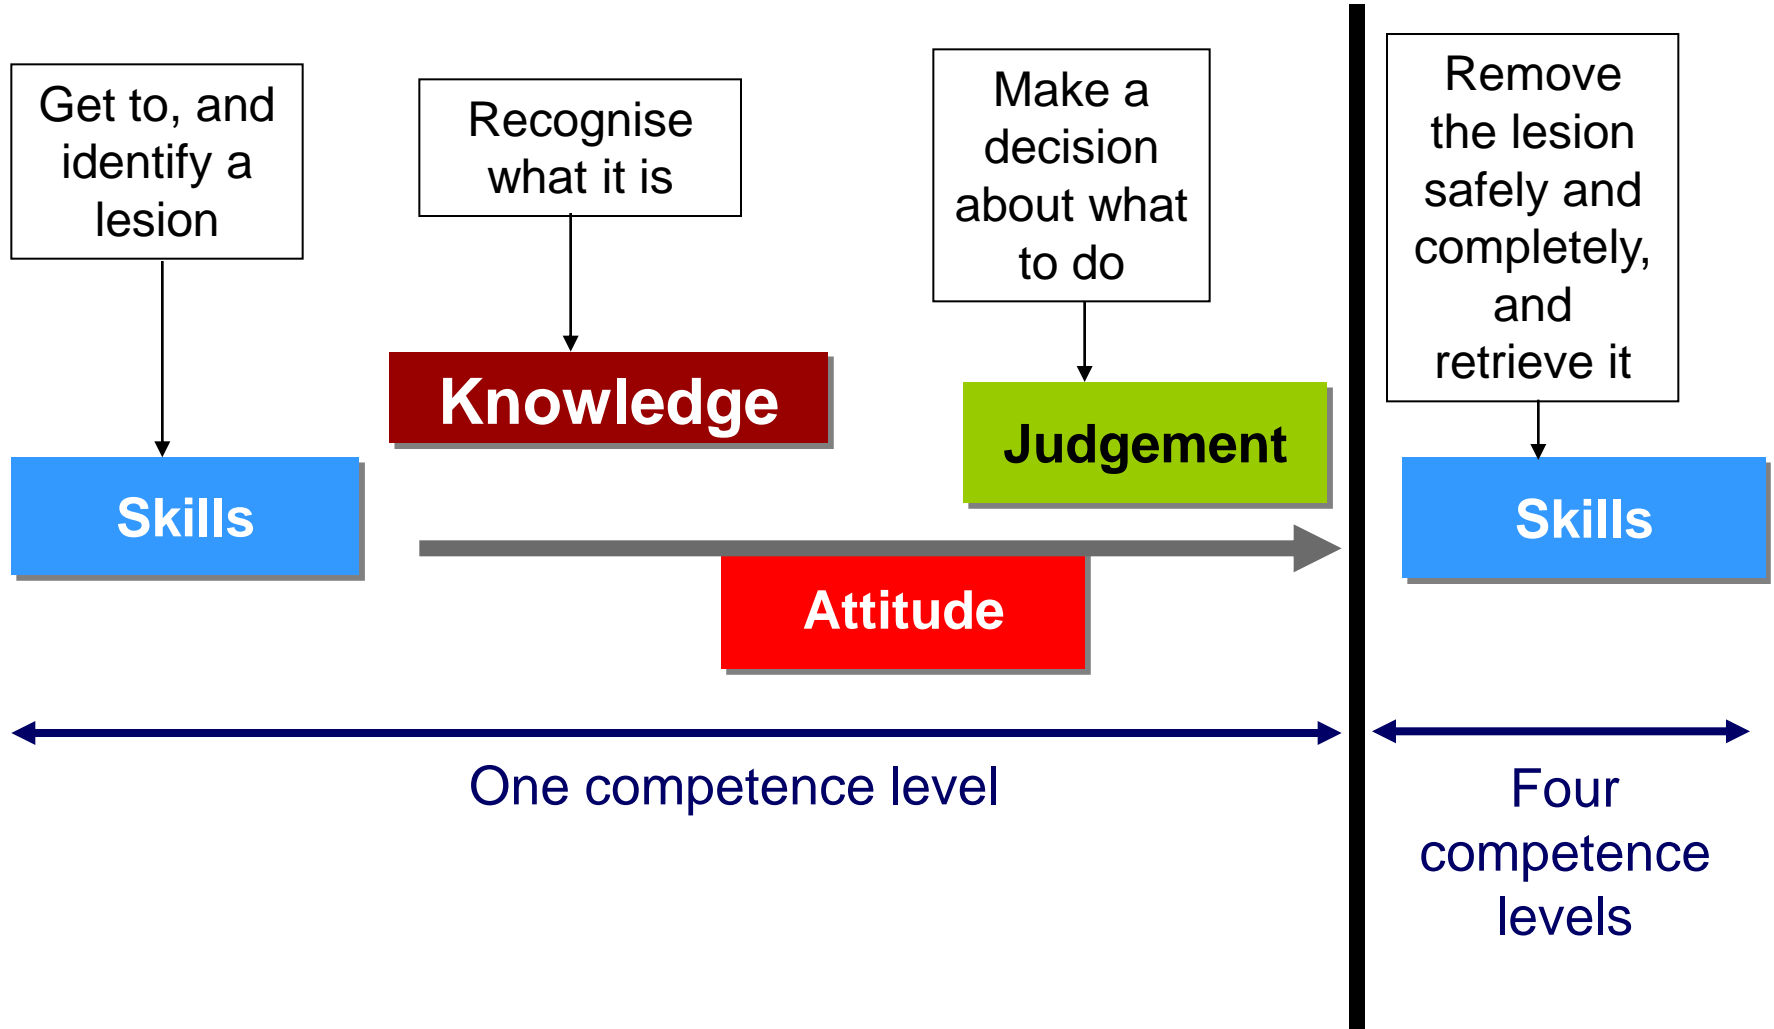 Get to, and
identify a
lesion
Recognise
what it is
Make a
decision
about what
to do
Remove
the lesion
safely and
completely,
and
retrieve it
Knowledge
Judgement
Skills
Skills
Attitude
One competence level
Four
competence
levels